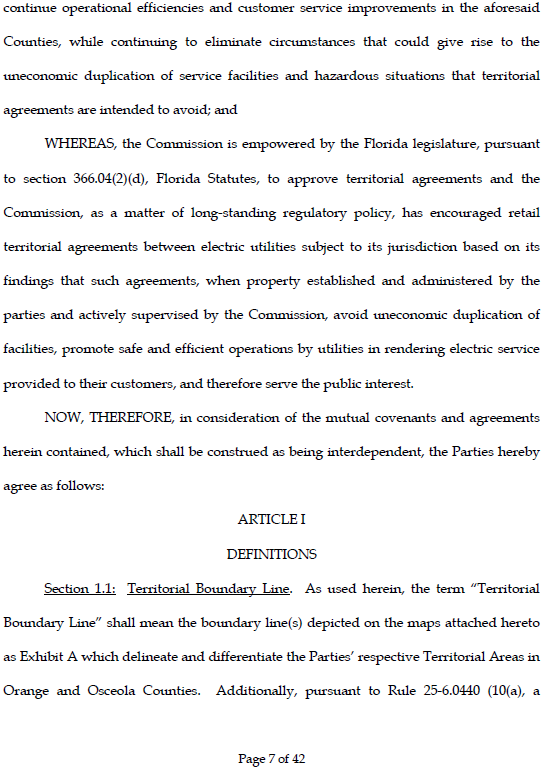 continue operational efficiencies and customer service improvements in the aforesaid
Counties, while continuing to eliminate circumstances that could give rise to the
uneconomic duplication of service facilities and hazardous situations that territorial
agreements are intended to avoid; and
WHEREAS, the Commission is empowered by the Florida legislature, pursuant
to section 366.04(2)(d), Florida Statutes, to approve territorial agreements and the
Commission, as a matter of long-standing regulatory policy, has encouraged retail
territorial agreements between electric utilities subject to its jurisdiction based on its
findings that such agreements, when property established and administered by the
parties and actively supervised by the Commission, avoid uneconomic duplication of
facilities, promote safe and efficient operations by utilities in rendering electric service
provided to their customers, and therefore serve the public interest.
NOW, THEREFORE, in consideration of the mutual covenants and agreements
herein contained, which shall be construed as being interdependent, the Parties hereby
agree as follows:
ARTICLE I
DEFINITIONS
Section 1.1: Territorial Boundary Line. As used herein, the term “Territorial
Boundary Line” shall mean the boundary line(s) depicted on the maps attached hereto
as Exhibit A which delineate and differentiate the Parties’ respective Territorial Areas in
Orange and Osceola Counties. Additionally, pursuant to Rule 25-6.0440 (10(a), a
Page 7 of 42